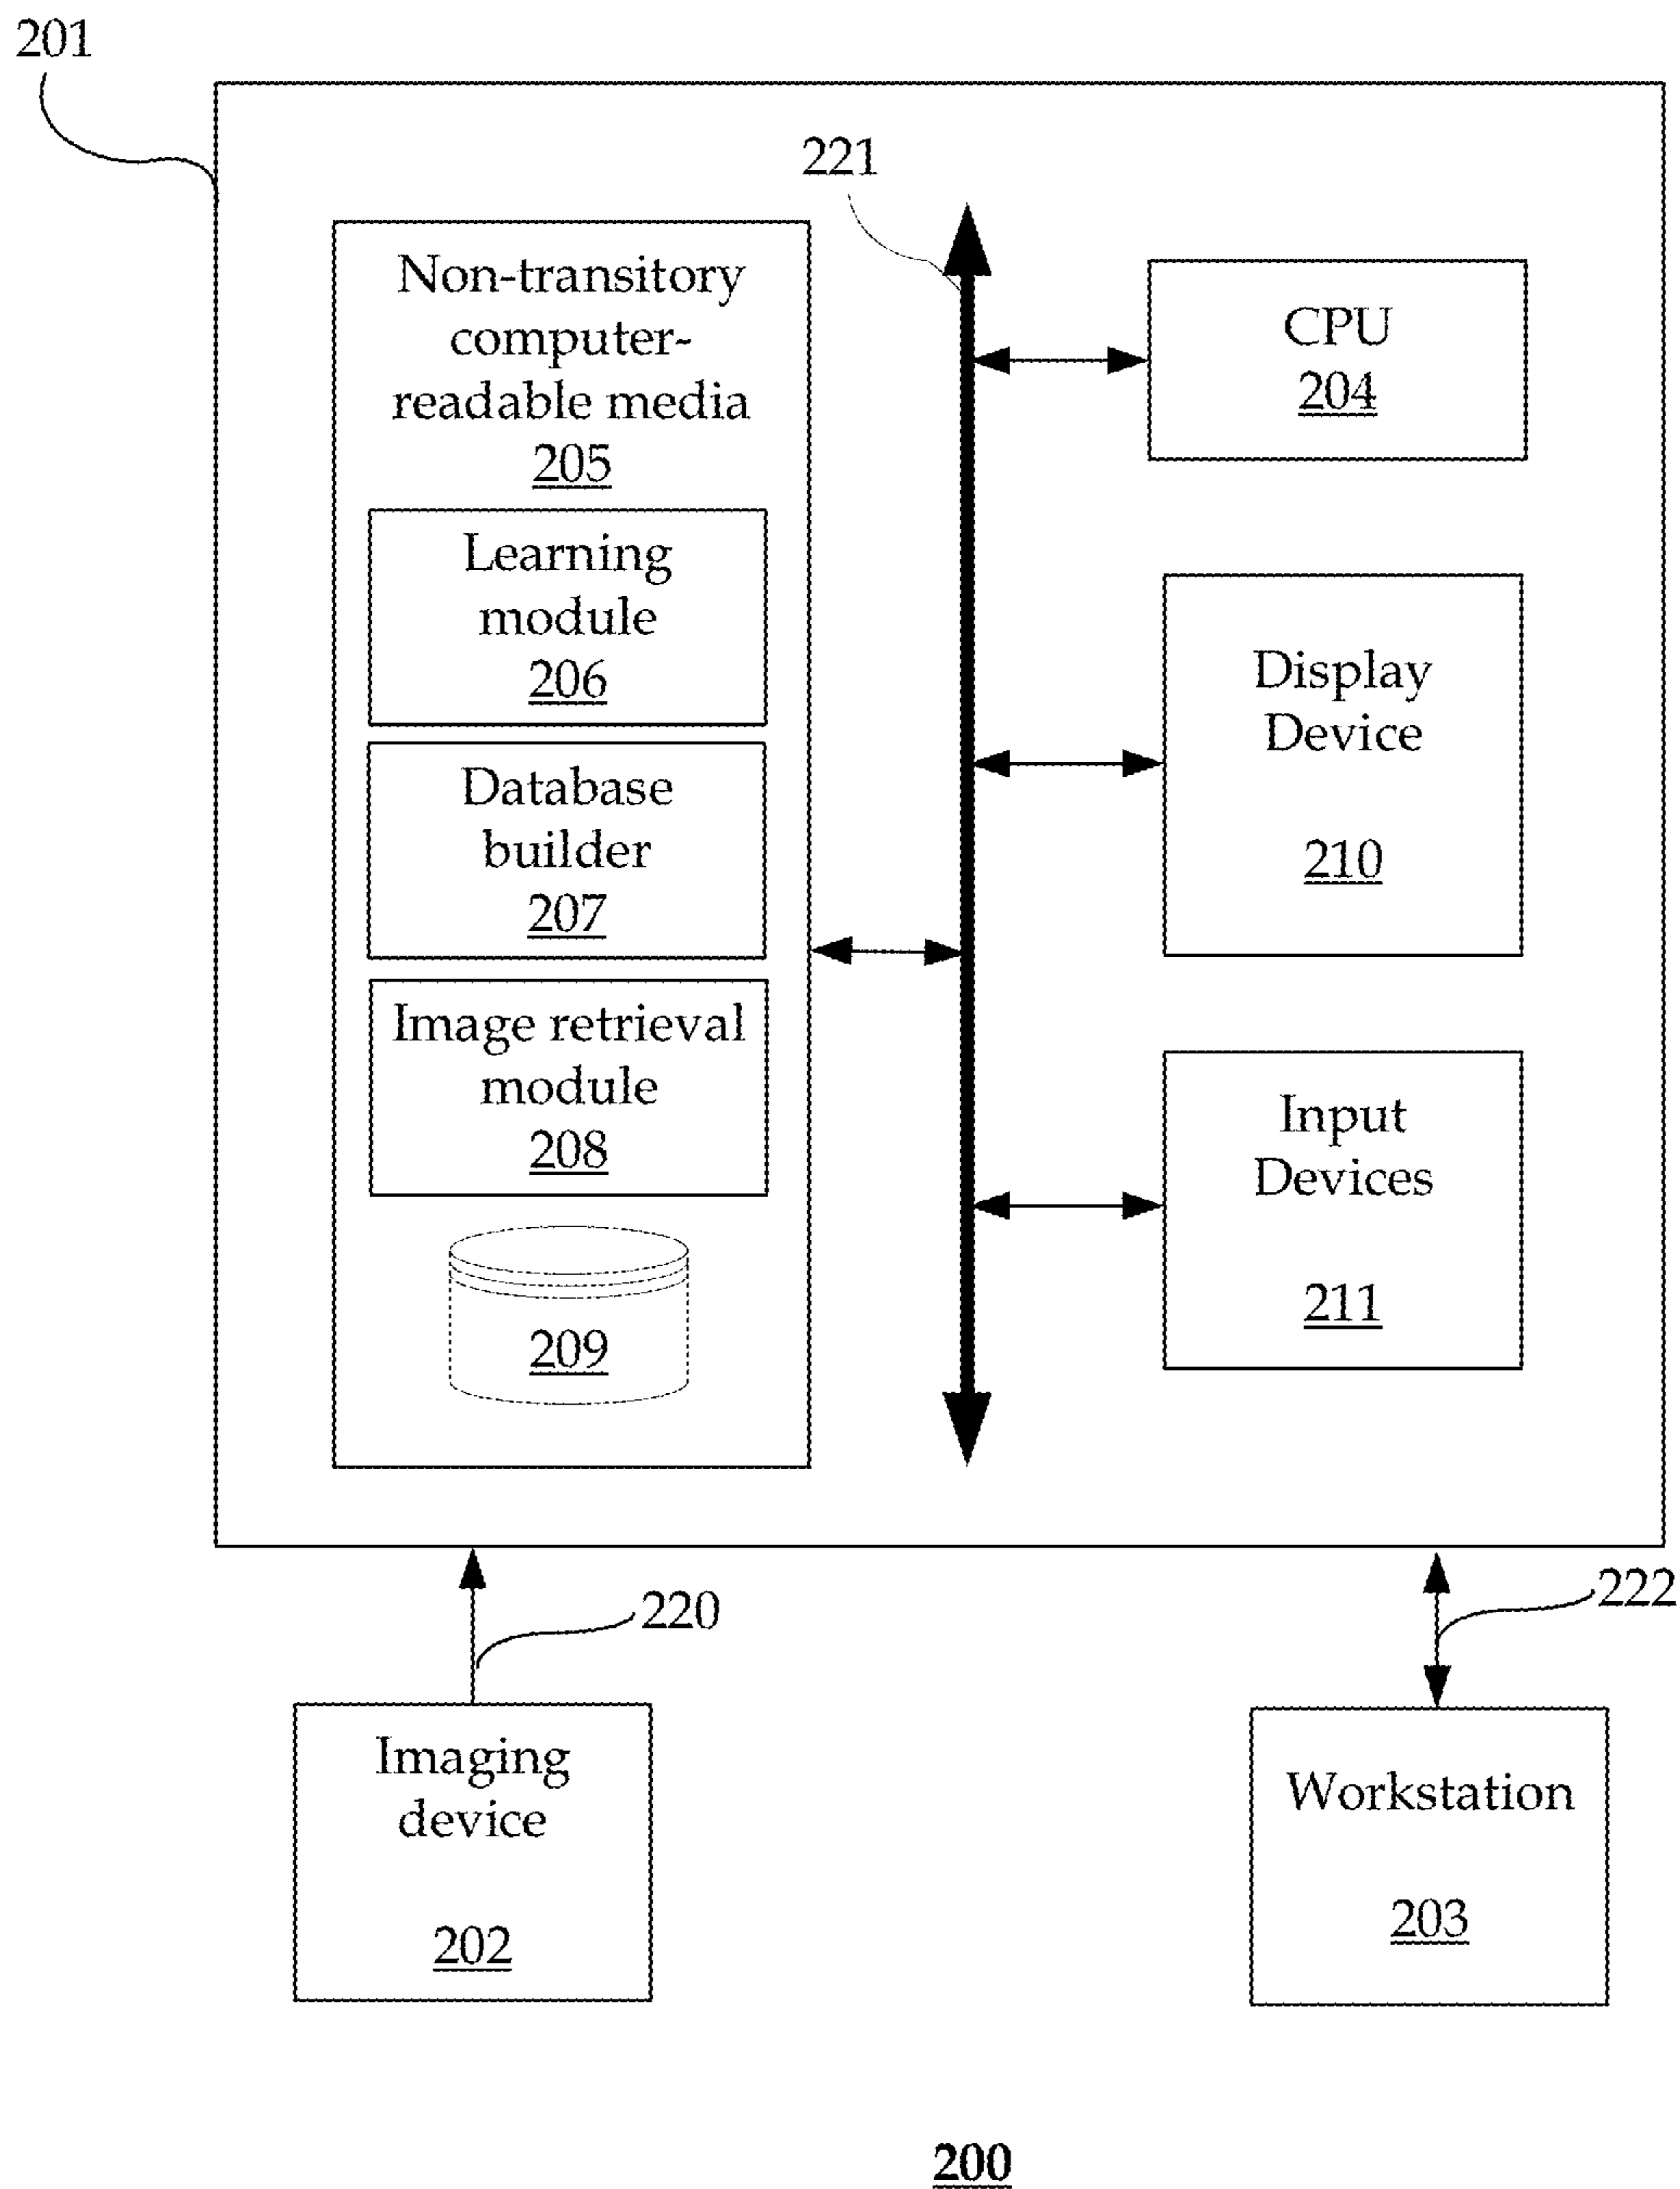 201
221
Non-transitory
computer-
readable media
205
Learning
module
206
Database
builder
207
Image retrieval
module
208
209
CPU
204
Display
Device
210
Input
Devices
211
220
222
Imaging
device
202
Workstation
203
200